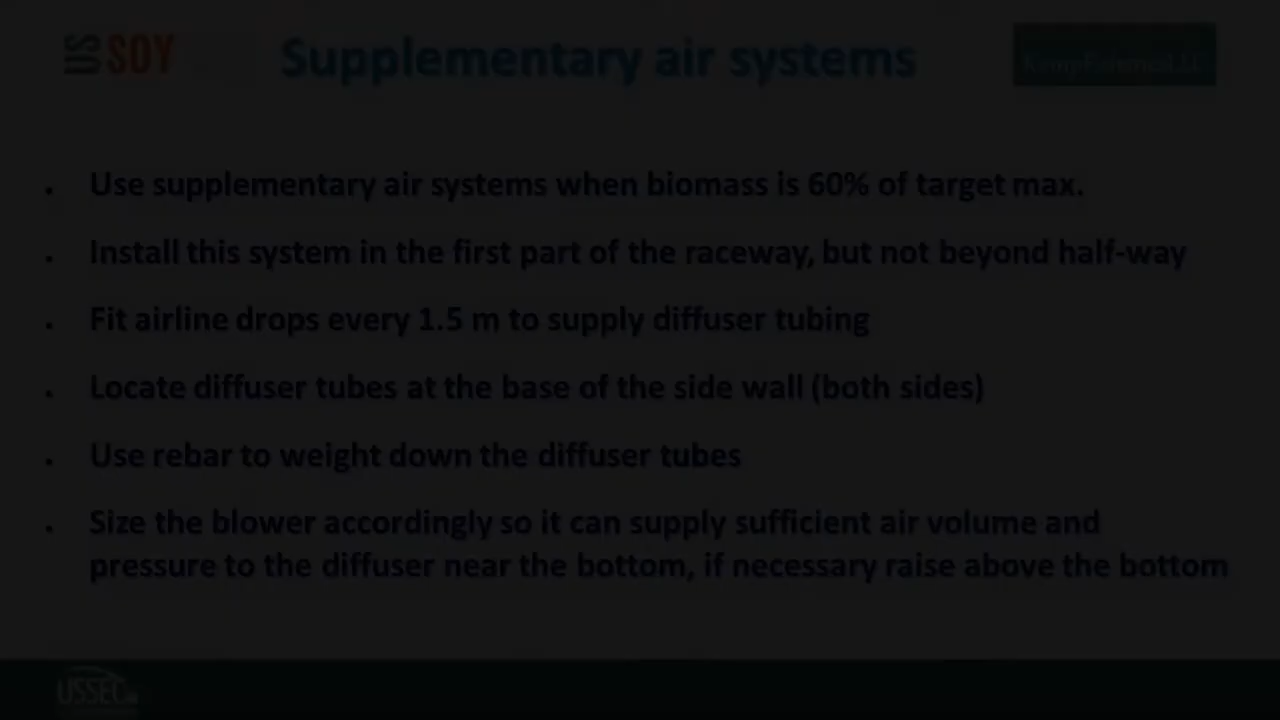 US SOY
Supplementary air systems
. Use supplementary air systems when biomass is 60% of target max.
. Install this system in the first part of the raceway, but not beyond half-way
. Fit airline drops every 1.5 m to supply diffuser tubing
. Locate diffuser tubes at the base of the side wall (both sides)
. Use rebar to weight down the diffuser tubes
. Size the blower accordingly so it can supply sufficient air volume and
pressure to the diffuser near the bottom, if necessary raise above the bottom
USSEC